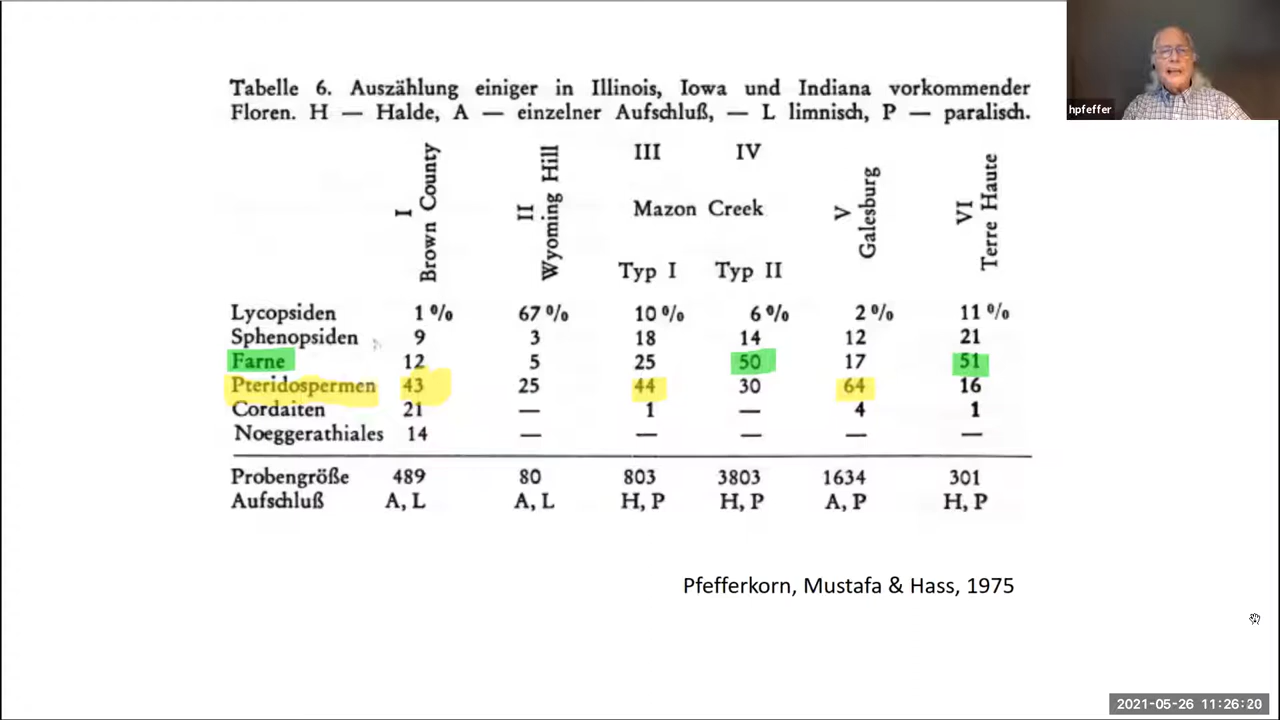 Tabelle 6. Auszählung einiger in Illinois, Iowa und Indiana vorkommender
Floren. H — Halde, A — einzelner Aufschluß, — L limnisch, P — paralisch.
I Brown County
II Wyoming Hill
III IV
Mazon Creek
Typ I Typ II
V Galesburg
VI Terre Haute
Lycopsiden 1 % 67 % 10 % 6 % 2 % 11 %
Sphenopsiden 9 3 18 14 12 21
Farne 12 5 25 50 17 51
Pteridospermen 43 25 44 30 64 16
Cordaiten 21 — 1 — 4 1
Noeggerathiales 14 — — — — —
Probengröße 489 80 803 3803 1634 301
Aufschluß A, L A, L H, P H, P A, P H, P
Pfefferkorn, Mustafa & Hass, 1975
hpfeffer
2021-05-26 11:26:20